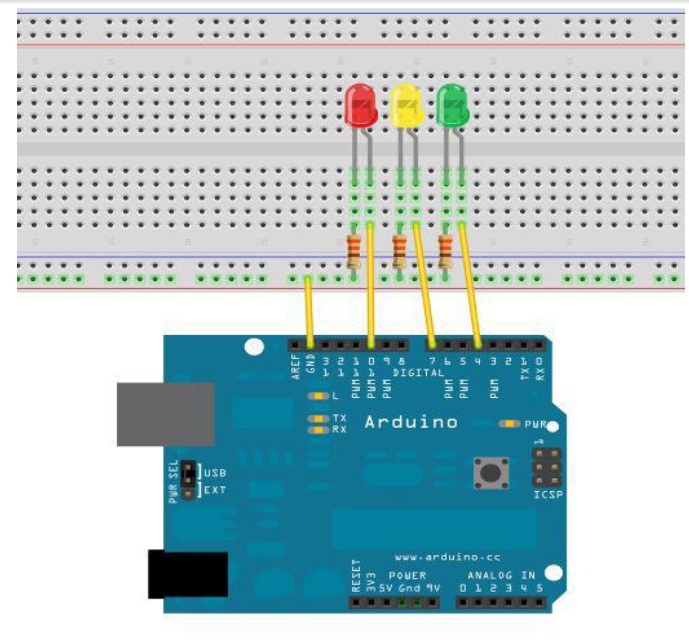 AREF
GND
13
12
PWM 11
PWM 10
PWM 9
8
7
PWM 6
PWM 5
4
PWM 3
2
TX 1
RX 0
DIGITAL
L
TX
RX
Arduino
PWR
1
ICSP
PWR SEL
USB
EXT
www.arduino.cc
POWER
ANALOG IN
RESET
3V3
5V Gnd 9V
0 1 2 3 4 5